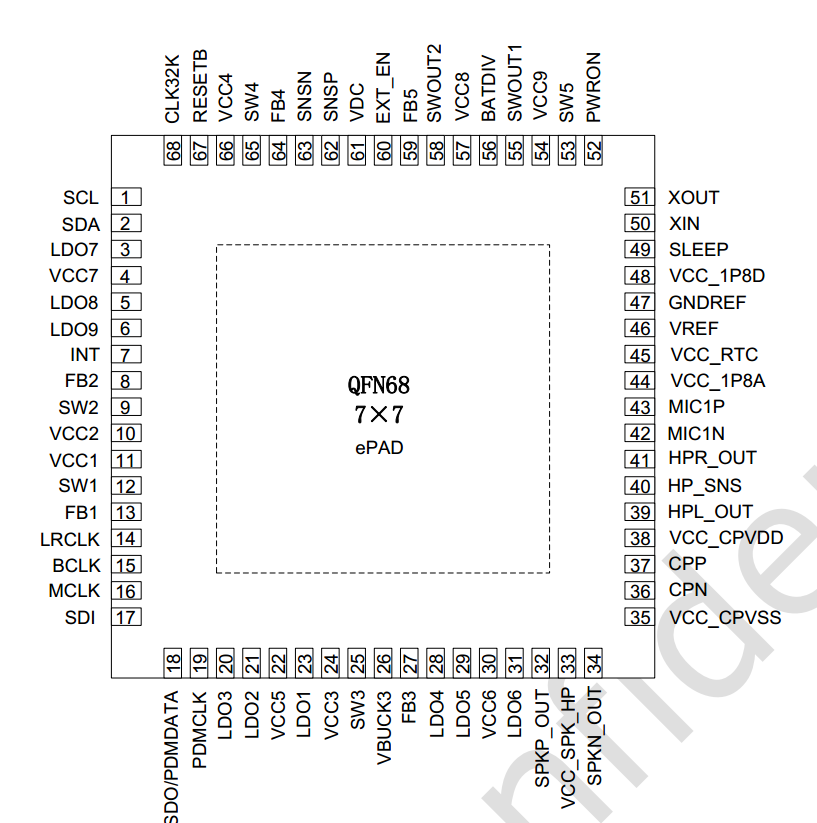 CLK32K RESETB VCC4 SW4 FB4 SNSN SNSP VDC EXT_EN FB5 SWOUT2 VCC8 BATDIV SWOUT1 VCC9 SW5 PWRON
68 67 66 65 64 63 62 61 60 59 58 57 56 55 54 53 52
SCL 1 51 XOUT
SDA 2 50 XIN
LDO7 3 49 SLEEP
VCC7 4 48 VCC_1P8D
LDO8 5 47 GNDREF
LDO9 6 46 VREF
INT 7 45 VCC_RTC
FB2 8 44 VCC_1P8A
QFN68
SW2 9 43 MIC1P
7×7
VCC2 10 42 MIC1N
ePAD
VCC1 11 41 HPR_OUT
SW1 12 40 HP_SNS
FB1 13 39 HPL_OUT
LRCLK 14 38 VCC_CPVDD
BCLK 15 37 CPP
MCLK 16 36 CPN
SDI 17 35 VCC_CPVSS
18 19 20 21 22 23 24 25 26 27 28 29 30 31 32 33 34
SDO/PDMDATA PDMCLK LDO3 LDO2 VCC5 LDO1 VCC3 SW3 VBUCK3 FB3 LDO4 LDO5 VCC6 LDO6 SPKP_OUT VCC_SPK_HP SPKN_OUT